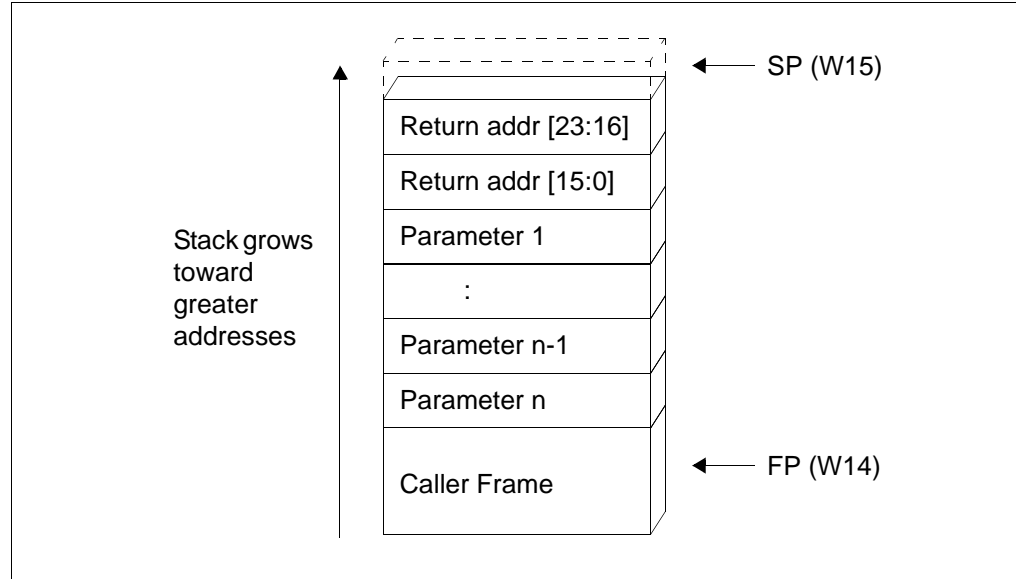 SP (W15)
Return addr [23:16]
Return addr [15:0]
Parameter 1
:
Parameter n-1
Parameter n
Caller Frame
FP (W14)
Stack grows
toward
greater
addresses